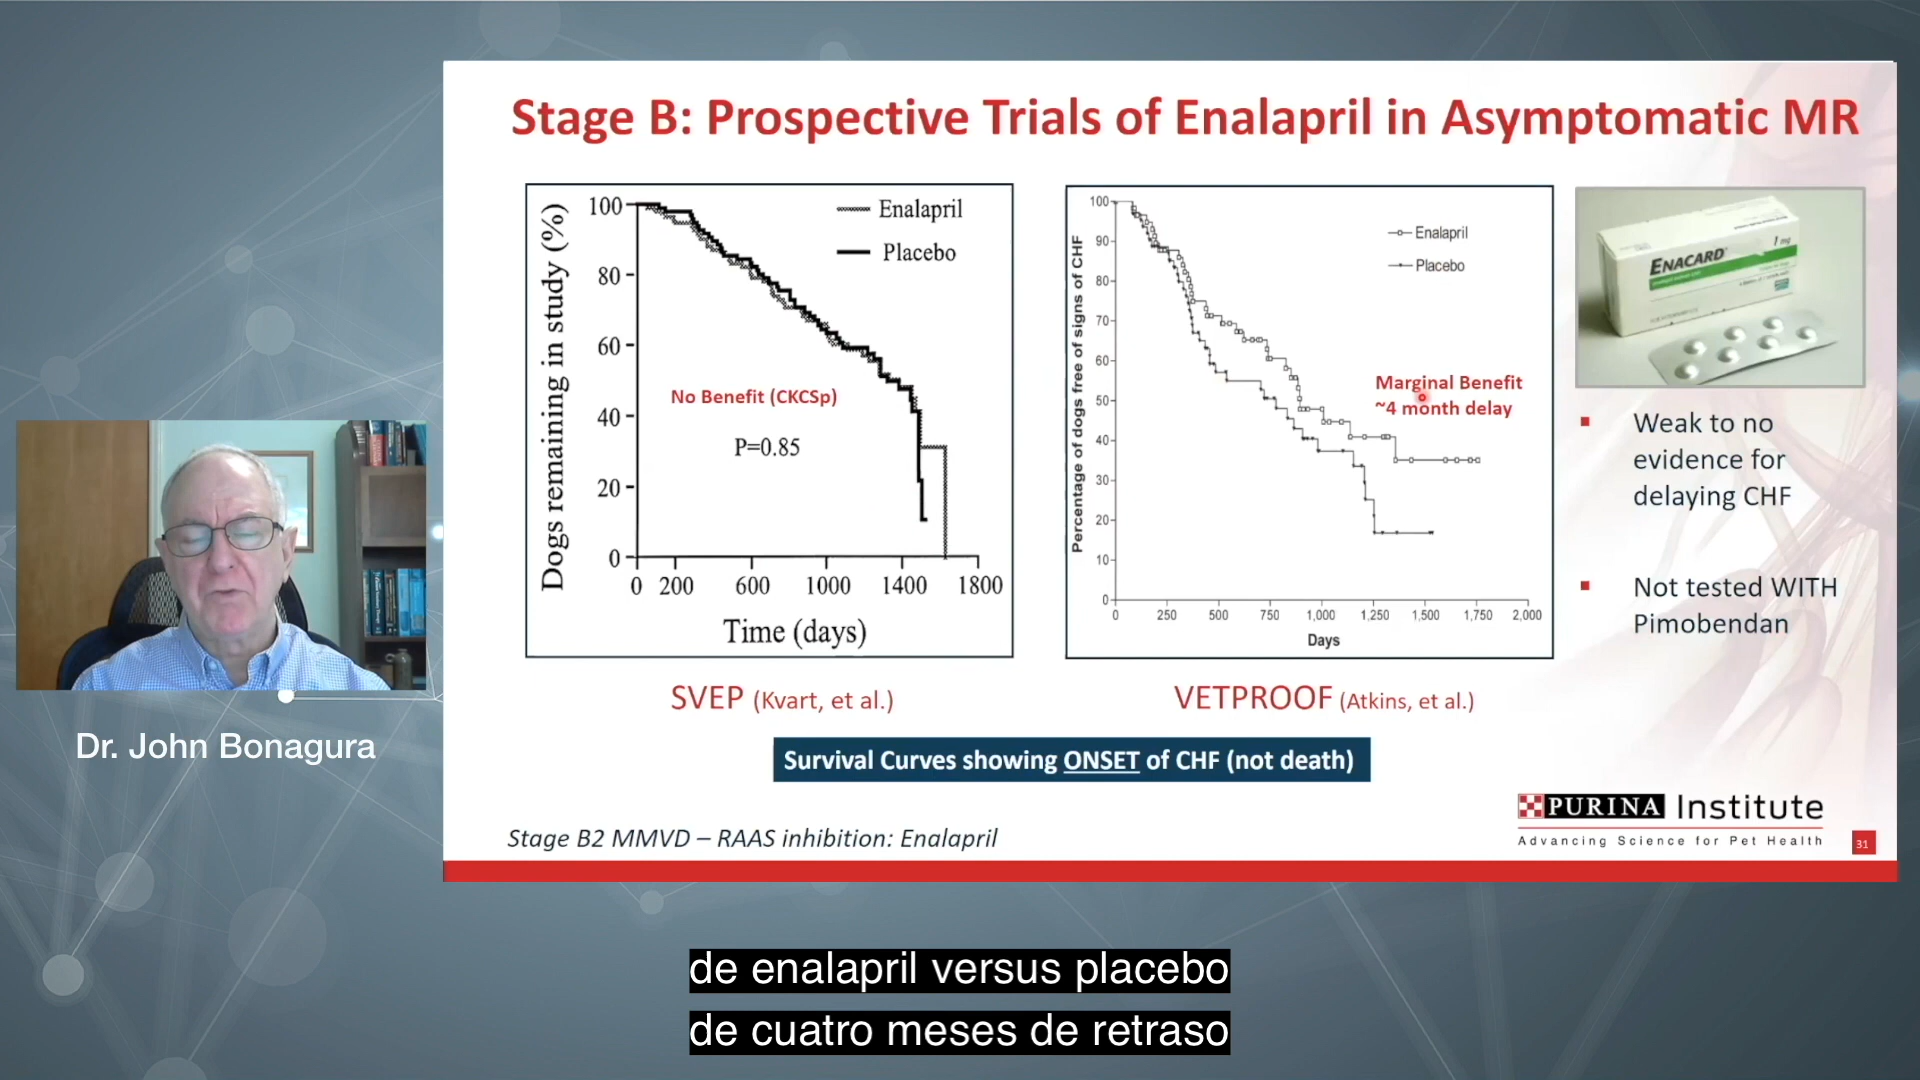 Stage B: Prospective Trials of Enalapril in Asymptomatic MR
Dogs remaining in study (%)
100
80
60
40
20
0
Enalapril
Placebo
No Benefit (CKCSp)
P=0.85
0 200 600 1000 1400 1800
Time (days)
SVEP (Kvart, et al.)
Percentage of dogs free of signs of CHF
100
90
80
70
60
50
40
30
20
10
0
Enalapril
Placebo
Marginal Benefit
~4 month delay
0 250 500 750 1,000 1,250 1,500 1,750 2,000
Days
VETPROOF (Atkins, et al.)
ENACARD
1 mg
Weak to no
evidence for
delaying CHF
Not tested WITH
Pimobendan
Survival Curves showing ONSET of CHF (not death)
Stage B2 MMVD – RAAS inhibition: Enalapril
PURINA Institute
Advancing Science for Pet Health
31
Dr. John Bonagura
de enalapril versus placebo
de cuatro meses de retraso